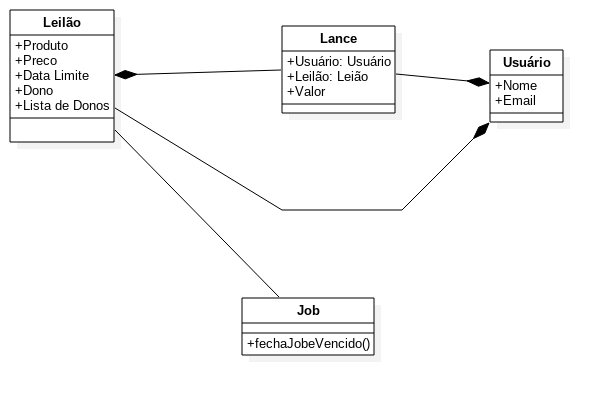 Leilão
+Produto
+Preco
+Data Limite
+Dono
+Lista de Donos
Lance
+Usuário: Usuário
+Leilão: Leião
+Valor
Usuário
+Nome
+Email
Job
+fechaJobeVencido()